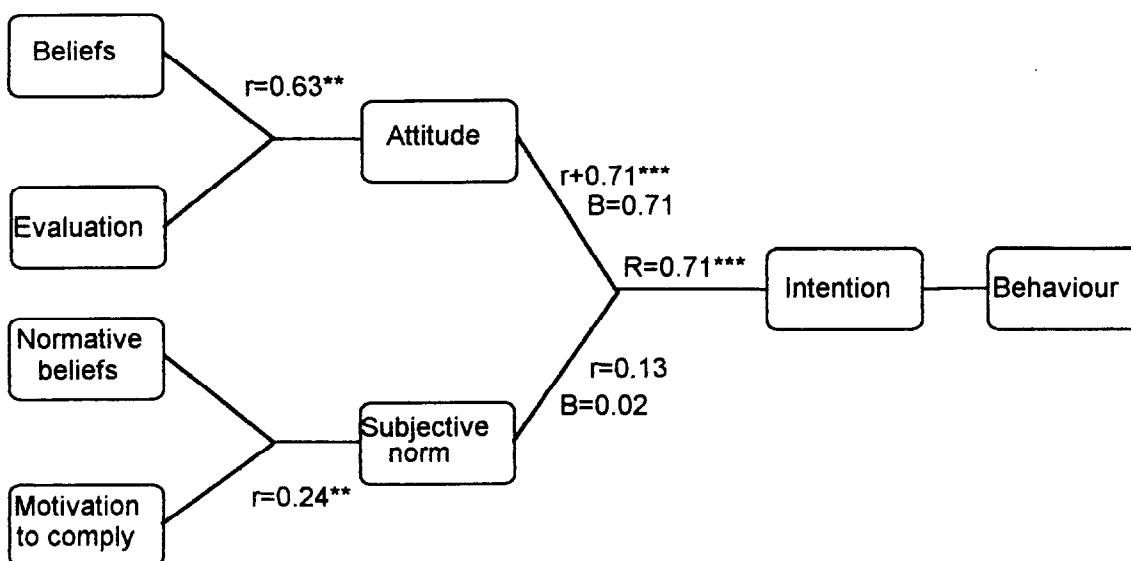 Beliefs
r=0.63**
Attitude
Evaluation
r+0.71***
B=0.71
R=0.71***
Intention
Behaviour
Normative
beliefs
r=0.13
B=0.02
Subjective
norm
r=0.24**
Motivation
to comply